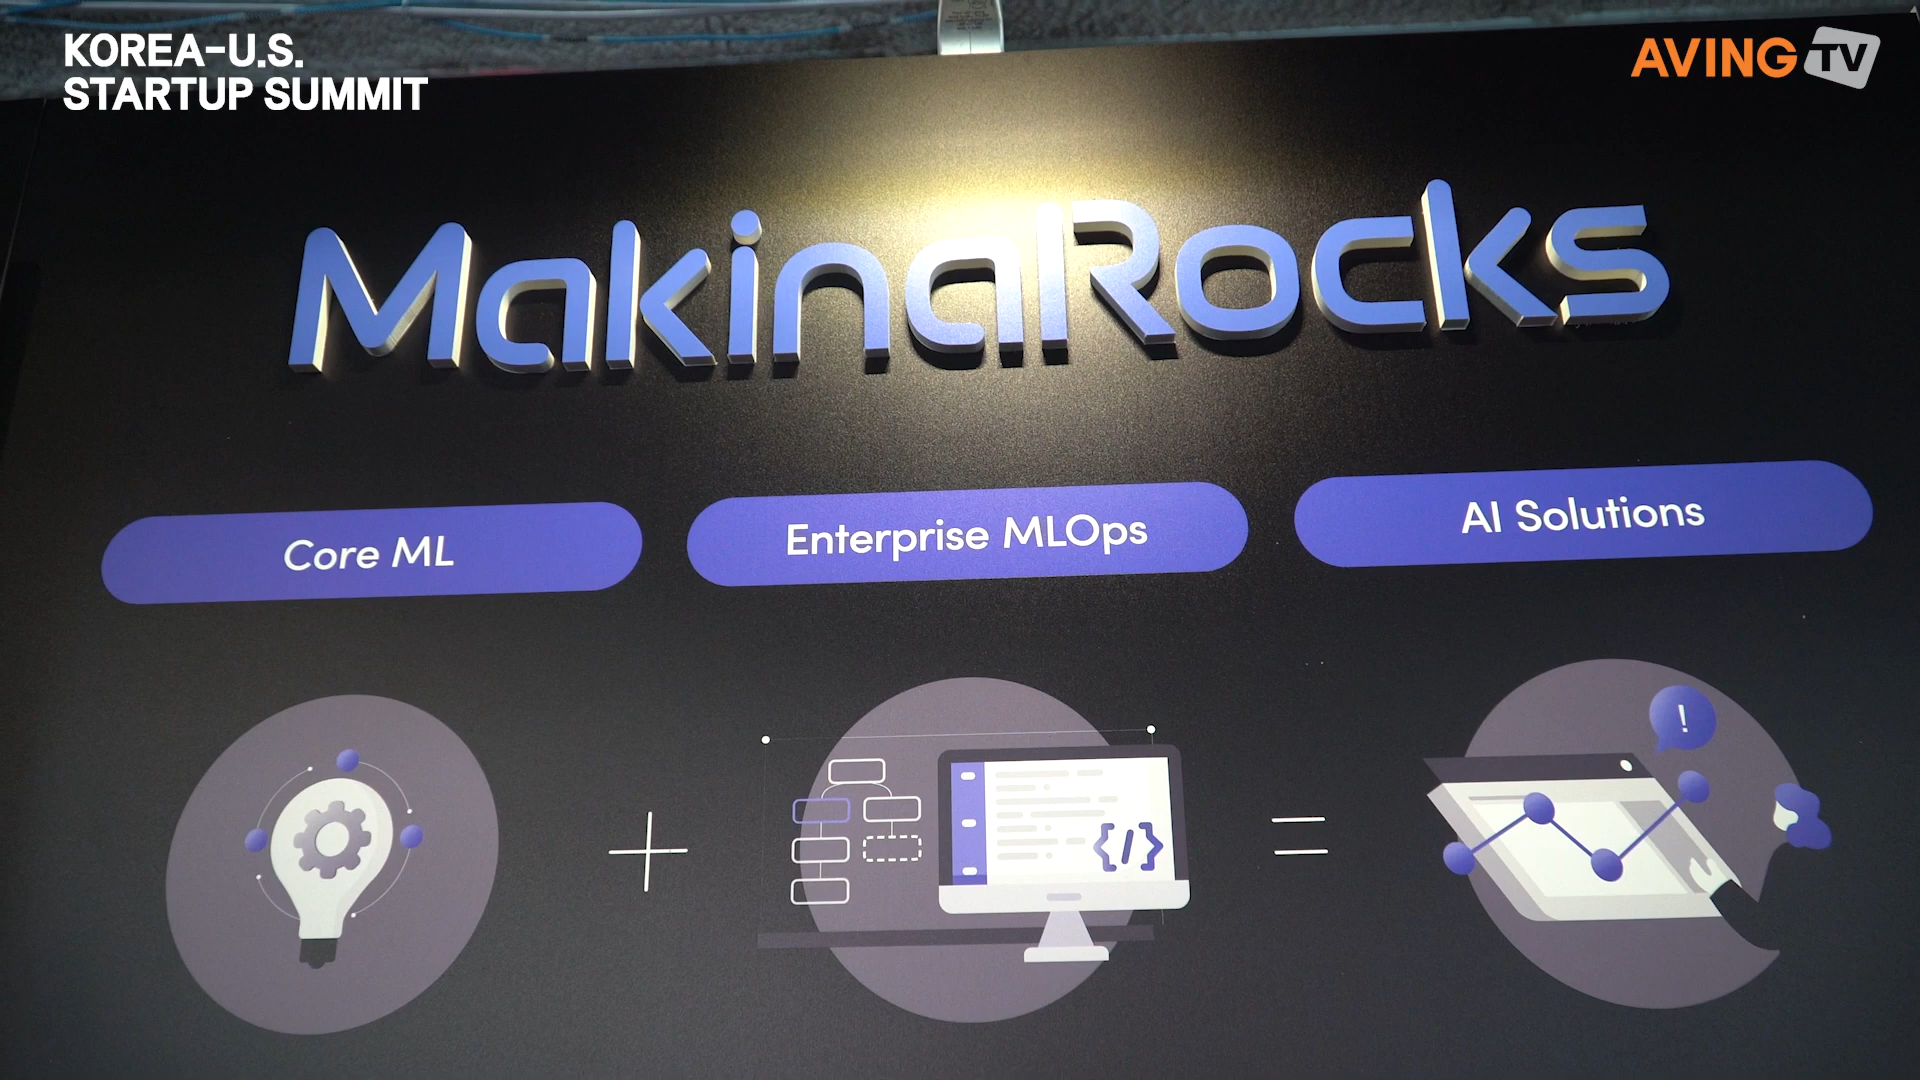 KOREA-U.S.
STARTUP SUMMIT
AVING TV
MakinaRocks
Core ML
Enterprise MLOps
AI Solutions
+
{/}
=
!